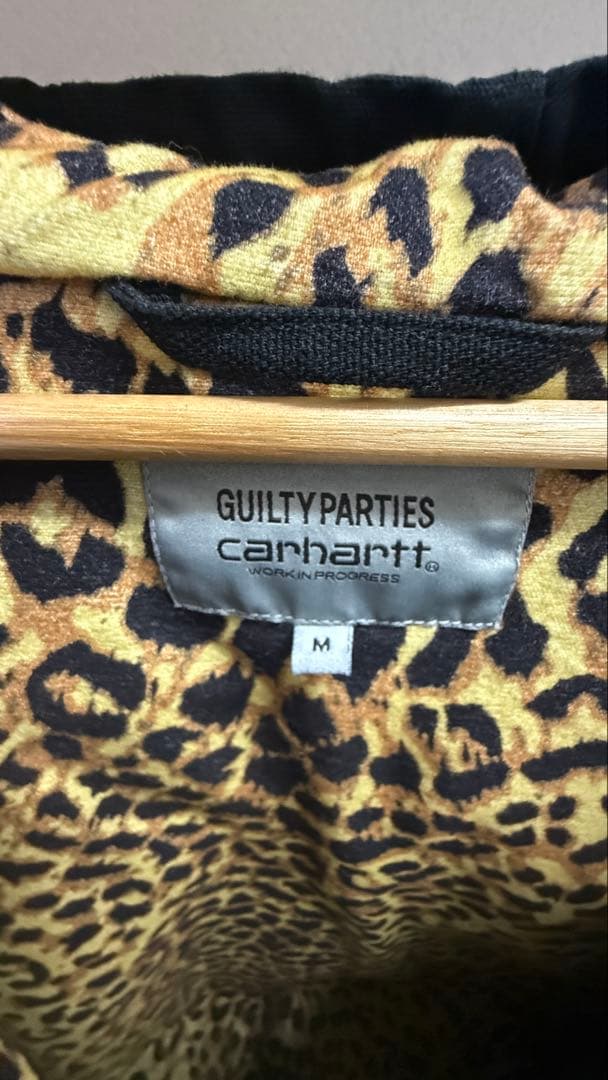 GUILTY PARTIES
carhartt®
WORK IN PROGRESS
M